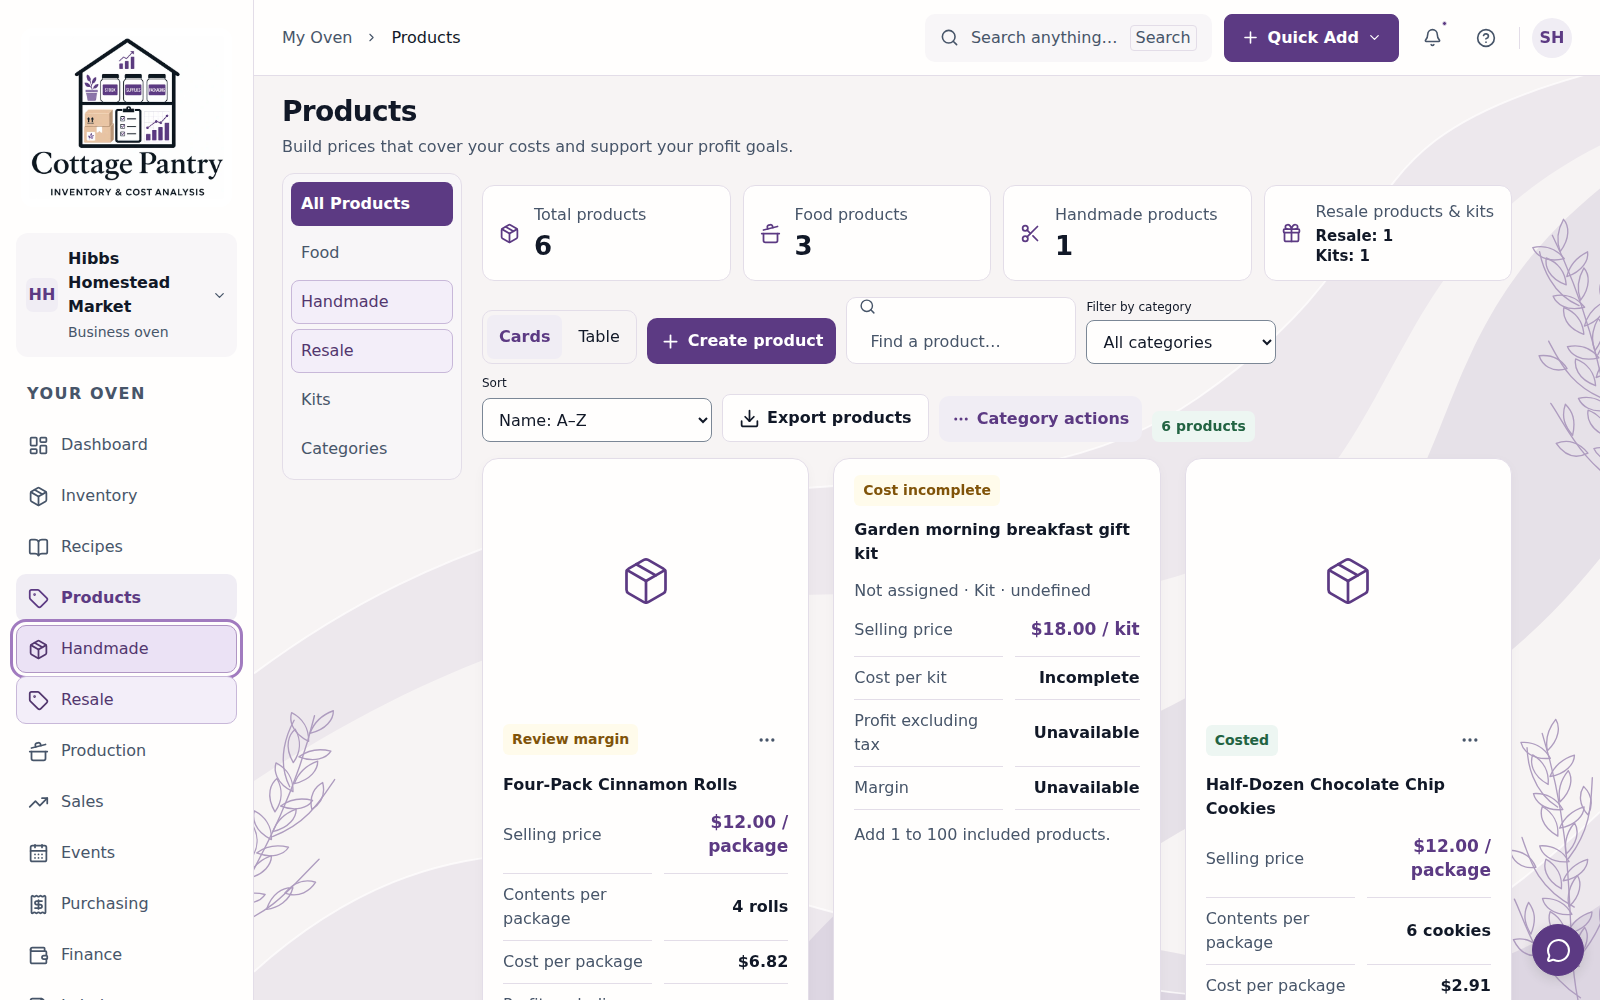 Cottage Pantry
INVENTORY & COST ANALYSIS
HH
Hibbs
Homestead
Market
Business oven
YOUR OVEN
Dashboard
Inventory
Recipes
Products
Handmade
Resale
Production
Sales
Events
Purchasing
Finance
My Oven › Products
Search anything...
Search
Quick Add
SH
Products
Build prices that cover your costs and support your profit goals.
All Products
Food
Handmade
Resale
Kits
Categories
Total products
6
Food products
3
Handmade products
1
Resale products & kits
Resale: 1
Kits: 1
Cards
Table
Create product
Find a product...
Filter by category
All categories
Sort
Name: A–Z
Export products
Category actions
6 products
Review margin
Four-Pack Cinnamon Rolls
Selling price
$12.00 /
package
Contents per
package
4 rolls
Cost per package
$6.82
Cost incomplete
Garden morning breakfast gift
kit
Not assigned · Kit · undefined
Selling price
$18.00 / kit
Cost per kit
Incomplete
Profit excluding
tax
Unavailable
Margin
Unavailable
Add 1 to 100 included products.
Costed
Half-Dozen Chocolate Chip
Cookies
Selling price
$12.00 /
package
Contents per
package
6 cookies
Cost per package
$2.91